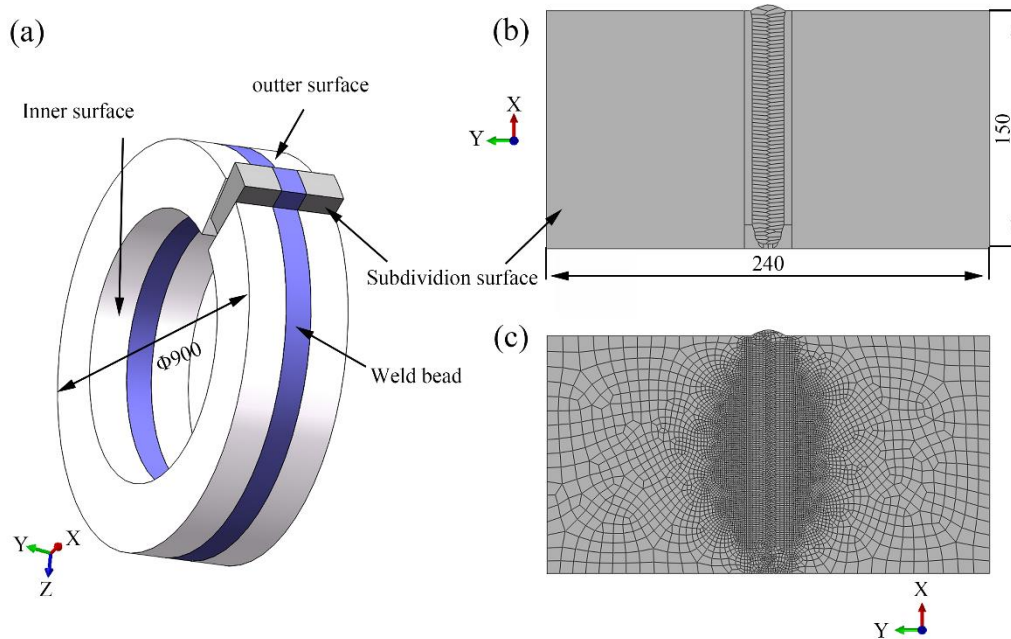 (a)
outter surface
Inner surface
Subdividion surface
Φ900
Weld bead
Y
X
Z
(b)
X
Y
150
240
(c)
X
Y